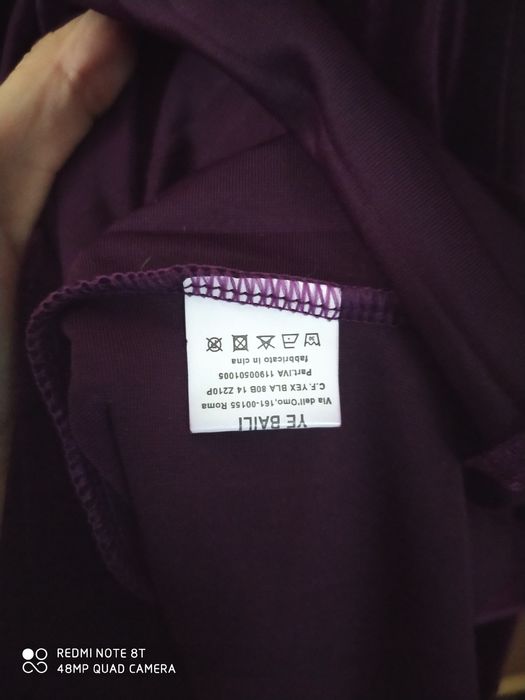 YE BAILI
Via dell'Omo,161-00155 Roma
C.F. YEX BLA 80B 14 Z210P
Part.IVA 11900501005
fabbricato in cina
REDMI NOTE 8T
48MP QUAD CAMERA